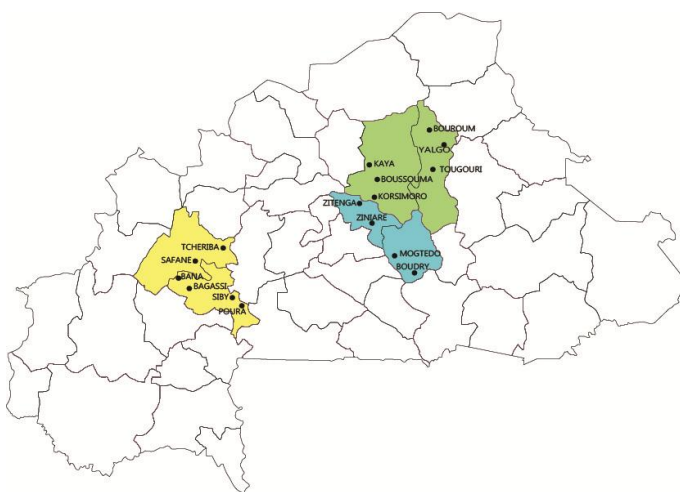 BOUROUM
YALGO
KAYA
TOUGOURI
BOUSSOUMA
KORSIMORO
ZITENGA
ZINIARE
TCHERIBA
MOGTEDO
SAFANE
BOUDRY
BANA
BAGASSI
SIBY
POURA